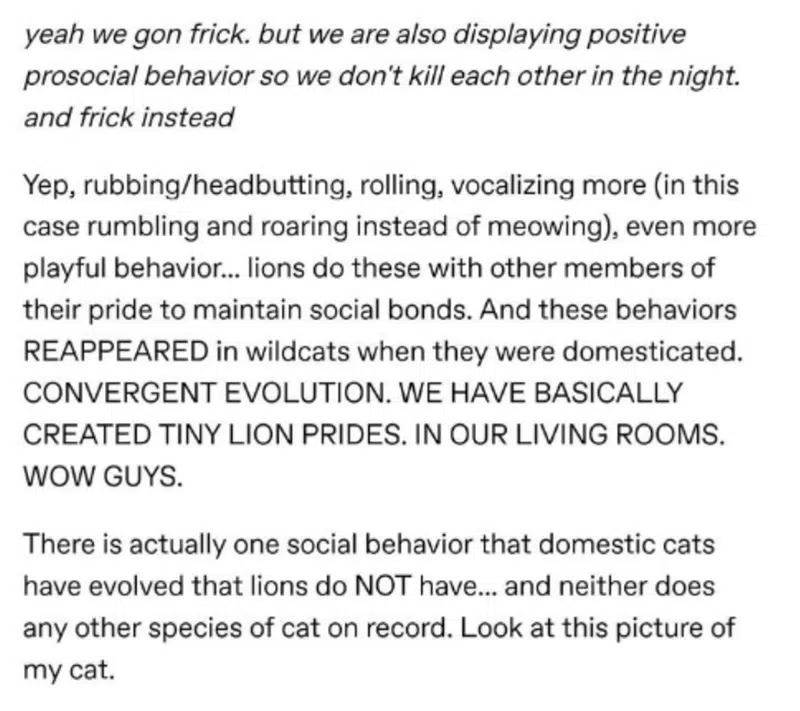 yeah we gon frick. but we are also displaying positive
prosocial behavior so we don't kill each other in the night.
and frick instead
Yep, rubbing/headbutting, rolling, vocalizing more (in this
case rumbling and roaring instead of meowing), even more
playful behavior... lions do these with other members of
their pride to maintain social bonds. And these behaviors
REAPPEARED in wildcats when they were domesticated.
CONVERGENT EVOLUTION. WE HAVE BASICALLY
CREATED TINY LION PRIDES. IN OUR LIVING ROOMS.
WOW GUYS.
There is actually one social behavior that domestic cats
have evolved that lions do NOT have... and neither does
any other species of cat on record. Look at this picture of
my cat.